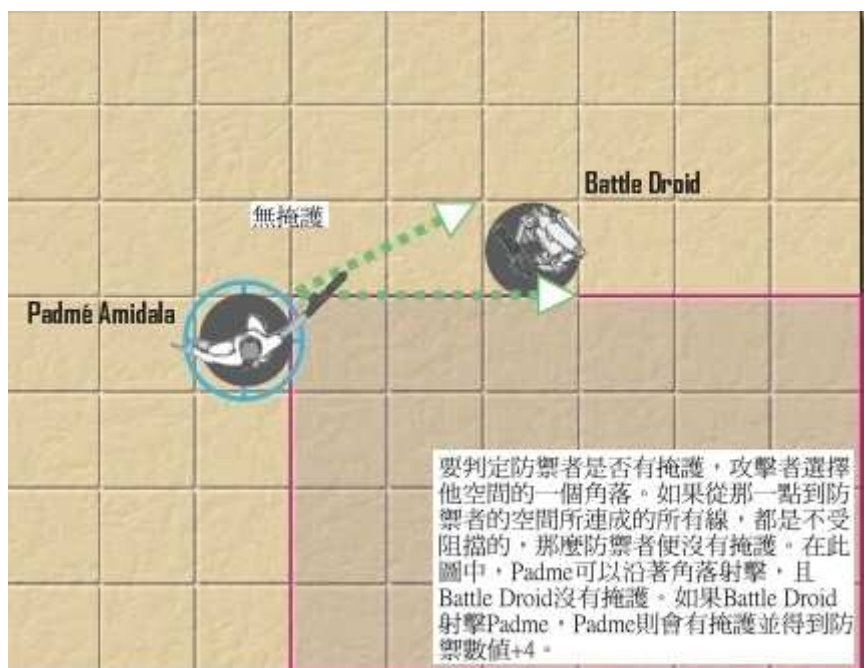 Battle Droid
無掩護
Padmé Amidala
要判定防禦者是否有掩護，攻擊者選擇
他空間的一個角落。如果從那一點到防
禦者的空間所連成的所有線，都是不受
阻擋的，那麼防禦者便沒有掩護。在此
圖中，Padme可以沿著角落射擊，且
Battle Droid沒有掩護。如果Battle Droid
射擊Padme，Padme則會有掩護並得到防
禦數值+4。